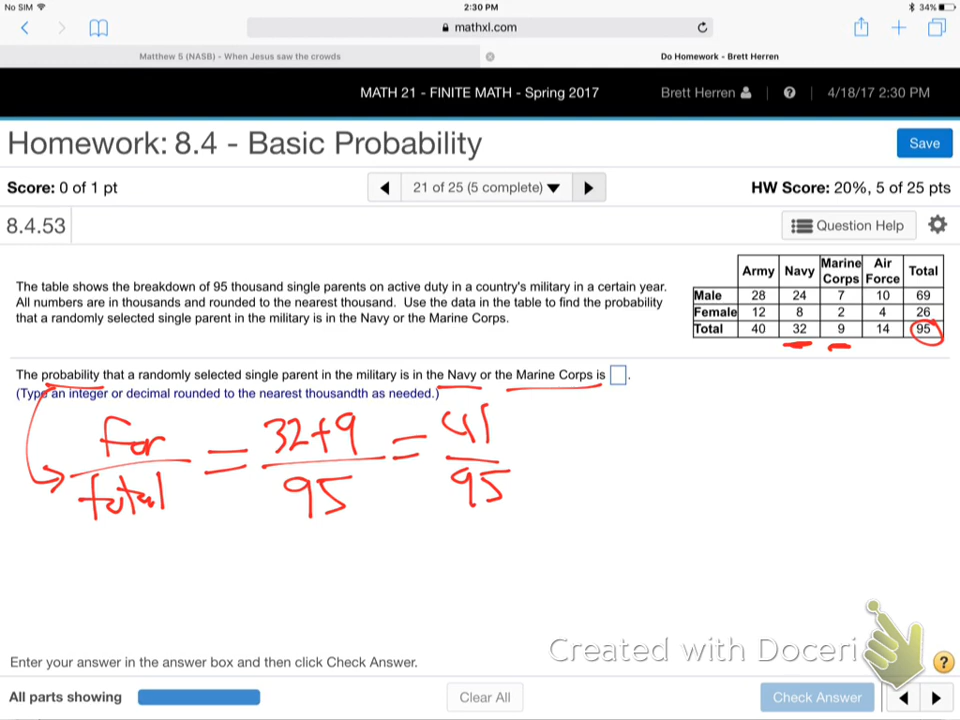 No SIM 2:30 PM 34%
mathxl.com
Matthew 5 (NASB) - When Jesus saw the crowds Do Homework - Brett Herren
MATH 21 - FINITE MATH - Spring 2017 Brett Herren ? 4/18/17 2:30 PM
Homework: 8.4 - Basic Probability Save
Score: 0 of 1 pt 21 of 25 (5 complete) HW Score: 20%, 5 of 25 pts
8.4.53 Question Help
The table shows the breakdown of 95 thousand single parents on active duty in a country's military in a certain year.
All numbers are in thousands and rounded to the nearest thousand. Use the data in the table to find the probability
that a randomly selected single parent in the military is in the Navy or the Marine Corps.
Army Navy Marine Corps Air Force Total
Male 28 24 7 10 69
Female 12 8 2 4 26
Total 40 32 9 14 95
The probability that a randomly selected single parent in the military is in the Navy or the Marine Corps is .
(Type an integer or decimal rounded to the nearest thousandth as needed.)
for = 32+9 = 41
total 95 95
Created with Doceri
Enter your answer in the answer box and then click Check Answer. ?
All parts showing Clear All Check Answer